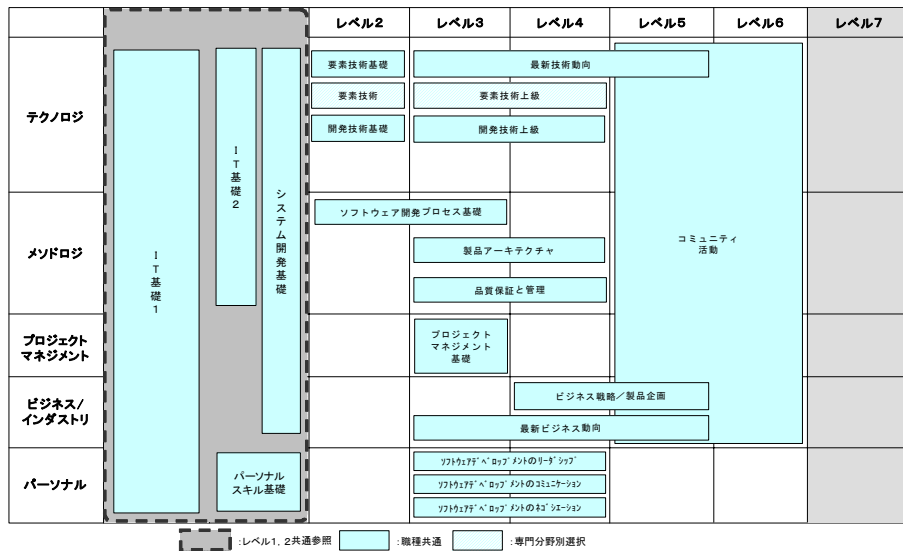 レベル2 レベル3 レベル4 レベル5 レベル6 レベル7
テクノロジ
メソドロジ
プロジェクト
マネジメント
ビジネス/
インダストリ
パーソナル
IT基礎1
IT基礎2
システム開発基礎
パーソナル
スキル基礎
要素技術基礎
最新技術動向
要素技術
要素技術上級
開発技術基礎
開発技術上級
ソフトウェア開発プロセス基礎
製品アーキテクチャ
品質保証と管理
プロジェクト
マネジメント
基礎
ビジネス戦略/製品企画
最新ビジネス動向
ソフトウェアデベロップメントのリーダシップ
ソフトウェアデベロップメントのコミュニケーション
ソフトウェアデベロップメントのネゴシエーション
コミュニティ
活動
:レベル1,2共通参照 :職種共通 :専門分野別選択